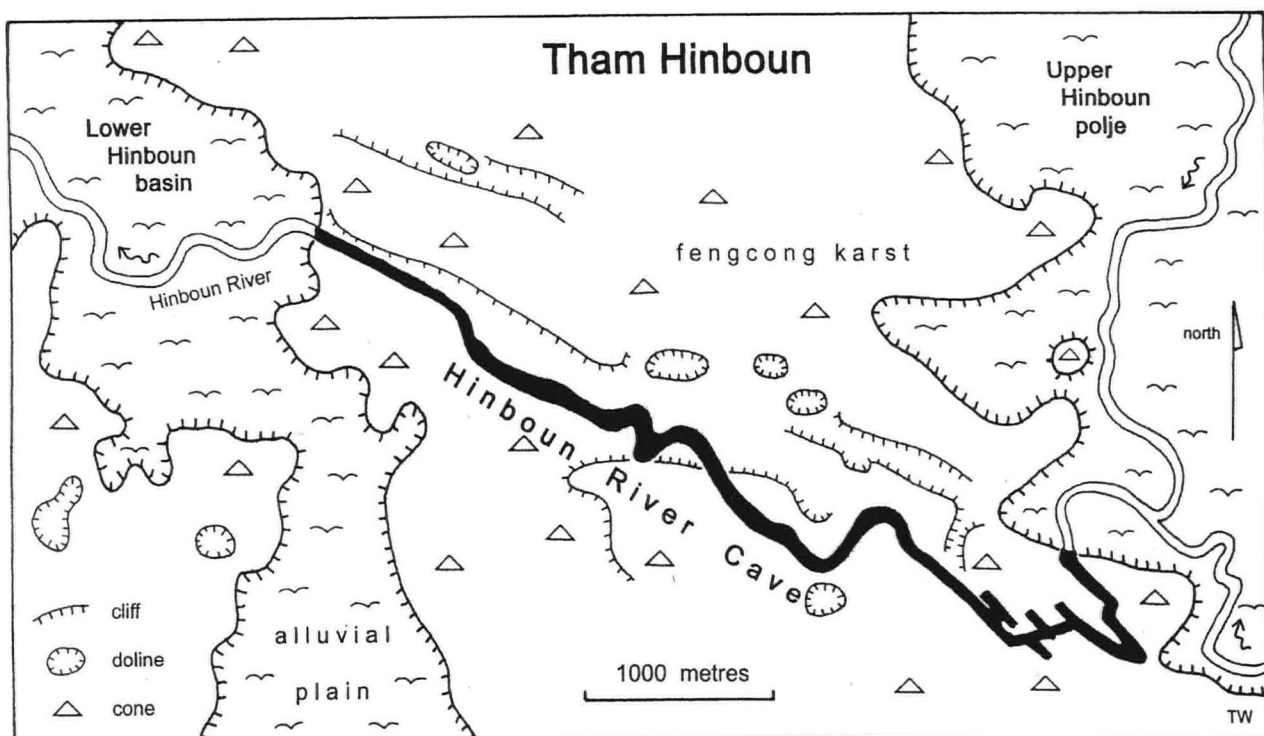 Tham Hinboun
Upper
Hinboun
polje
Lower
Hinboun
basin
fengcong karst
Hinboun River
north
Hinboun River Cave
cliff
doline
cone
alluvial
plain
1000 metres
TW